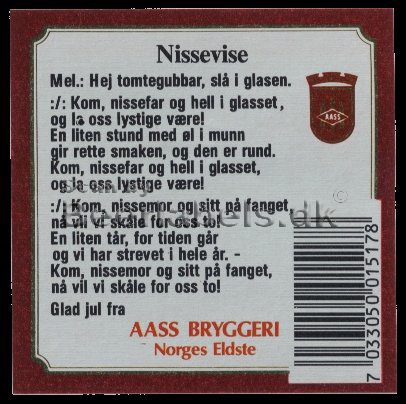 Nissevise
Mel.: Hej tomtegubbar, slå i glasen.
:/: Kom, nissefar og hell i glasset,
og la oss lystige være!
En liten stund med øl i munn
gir rette smaken, og den er rund.
Kom, nissefar og hell i glasset,
og la oss lystige være!
:/: Kom, nissemor og sitt på fanget,
nå vil vi skåle for oss to!
En liten tår, for tiden går
og vi har strevet i hele år. -
Kom, nissemor og sitt på fanget,
nå vil vi skåle for oss to!
Glad jul fra
AASS BRYGGERI
Norges Eldste
AASS
7 033050 015178